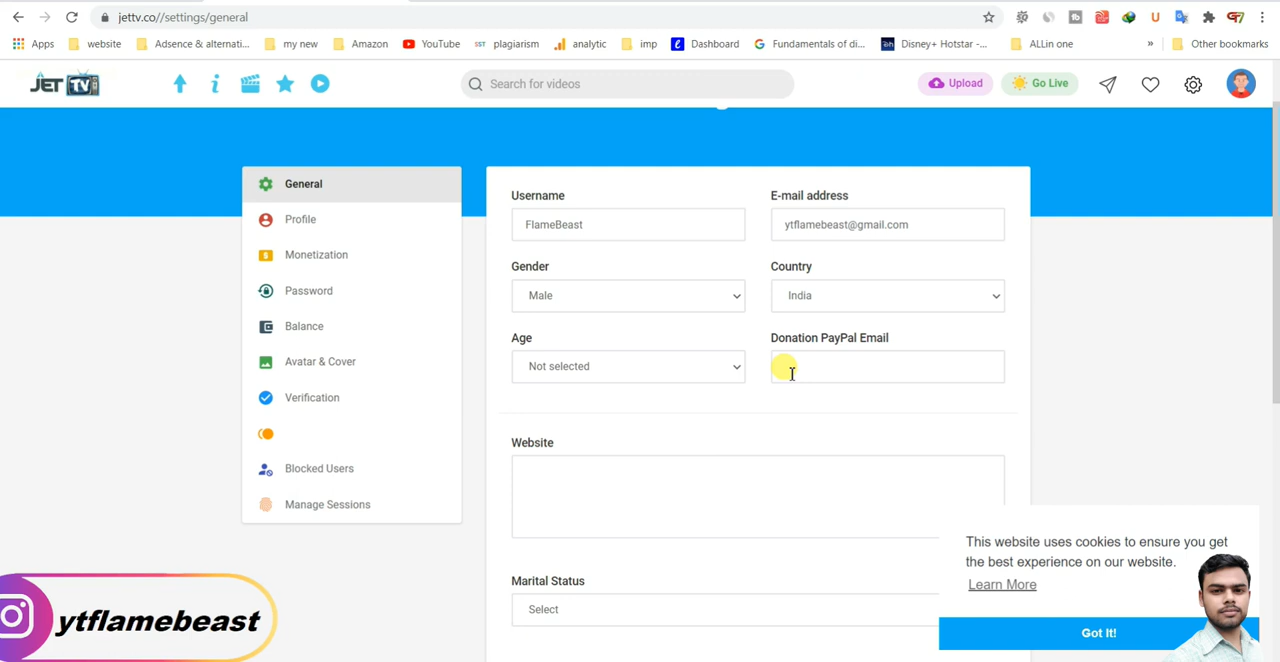 jettv.co//settings/general
Apps website Adsence & alternati... my new Amazon YouTube SST plagiarism analytic imp Dashboard Fundamentals of di... Disney+ Hotstar -... ALLin one » Other bookmarks
JET TV Search for videos Upload Go Live
General
Profile
Monetization
Password
Balance
Avatar & Cover
Verification
Blocked Users
Manage Sessions
Username E-mail address
FlameBeast ytflamebeast@gmail.com
Gender Country
Male India
Age Donation PayPal Email
Not selected
Website
Marital Status
Select
This website uses cookies to ensure you get
the best experience on our website.
Learn More
Got It!
ytflamebeast